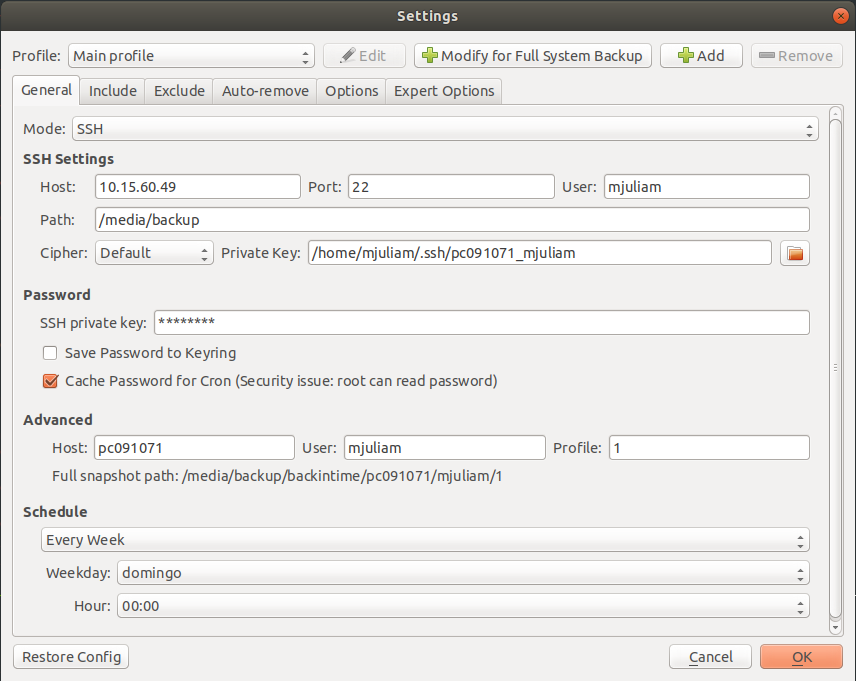 Settings
Profile: Main profile Edit Modify for Full System Backup Add Remove
General Include Exclude Auto-remove Options Expert Options
Mode: SSH
SSH Settings
Host: 10.15.60.49 Port: 22 User: mjuliam
Path: /media/backup
Cipher: Default Private Key: /home/mjuliam/.ssh/pc091071_mjuliam
Password
SSH private key: ********
Save Password to Keyring
Cache Password for Cron (Security issue: root can read password)
Advanced
Host: pc091071 User: mjuliam Profile: 1
Full snapshot path: /media/backup/backintime/pc091071/mjuliam/1
Schedule
Every Week
Weekday: domingo
Hour: 00:00
Restore Config Cancel OK